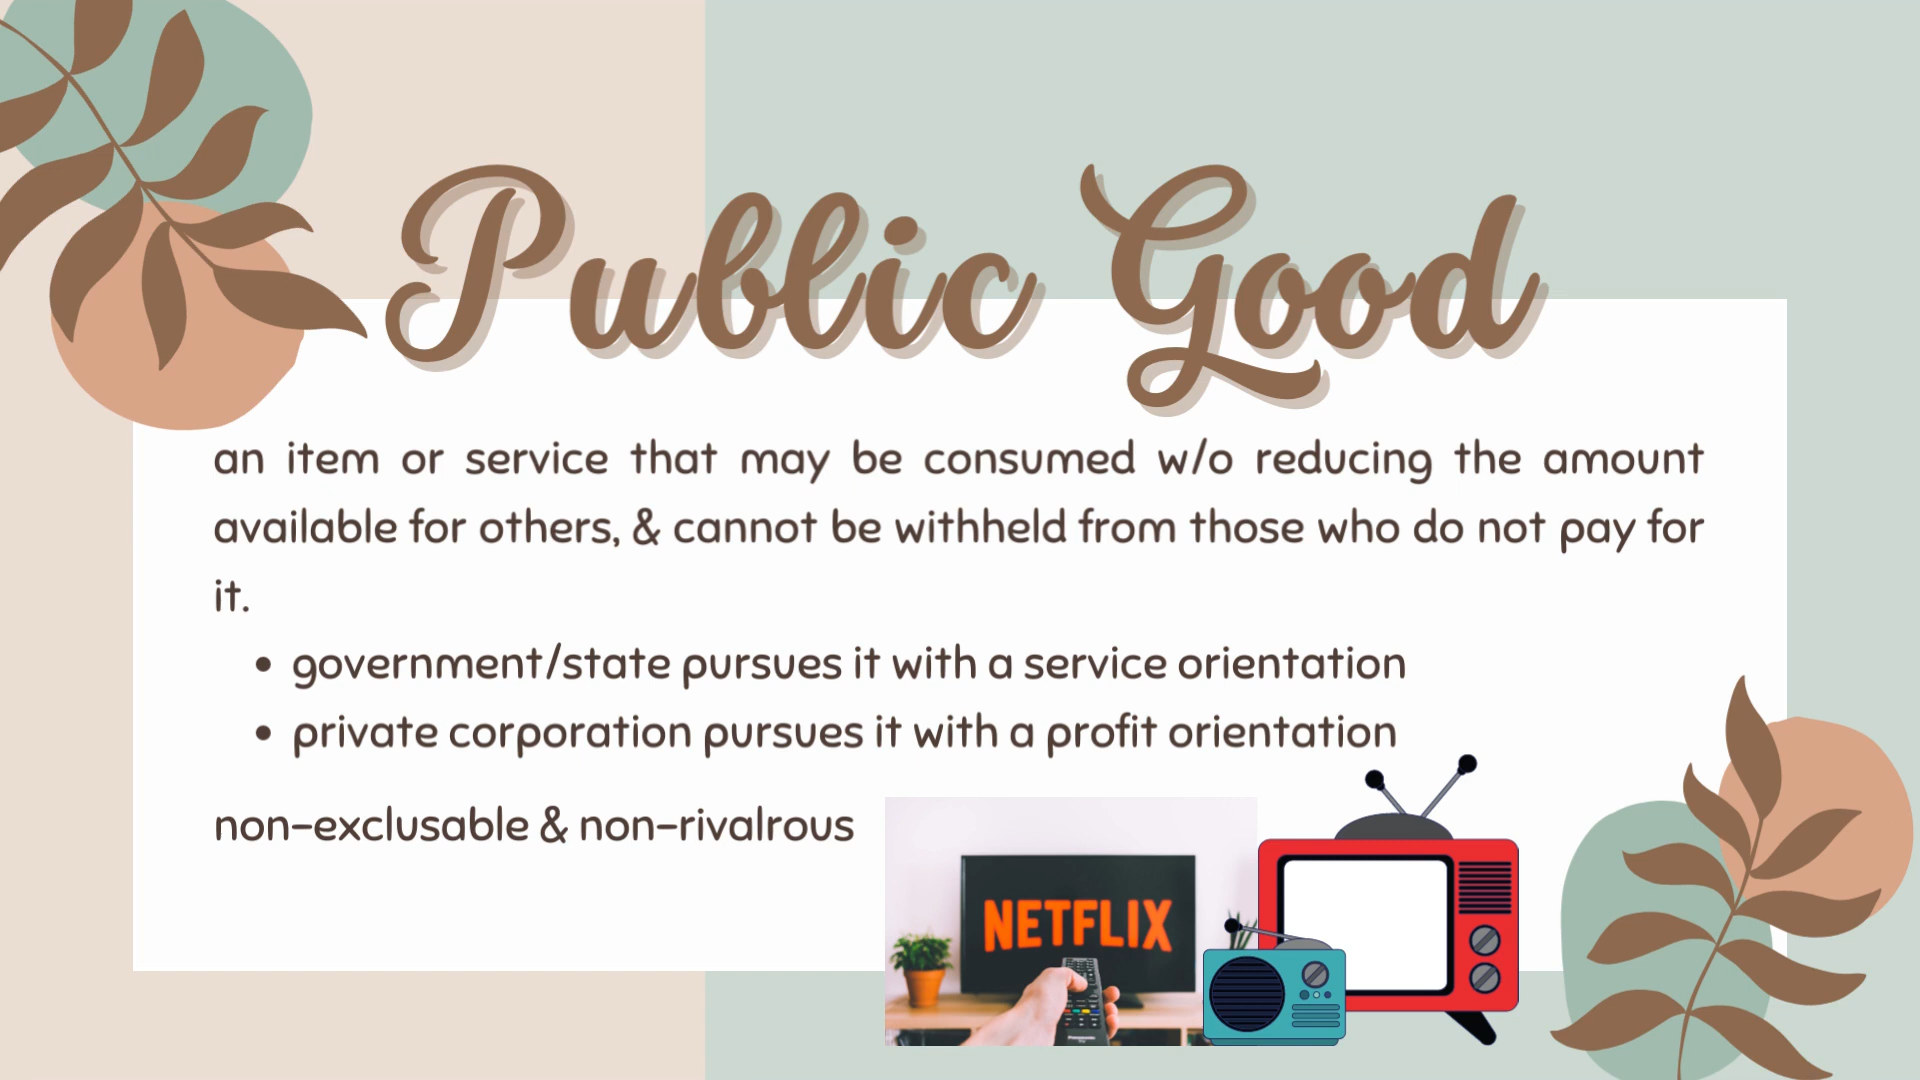 Public Good
an item or service that may be consumed w/o reducing the amount
available for others, & cannot be withheld from those who do not pay for
it.
• government/state pursues it with a service orientation
• private corporation pursues it with a profit orientation
non-exclusable & non-rivalrous
NETFLIX
Panasonic